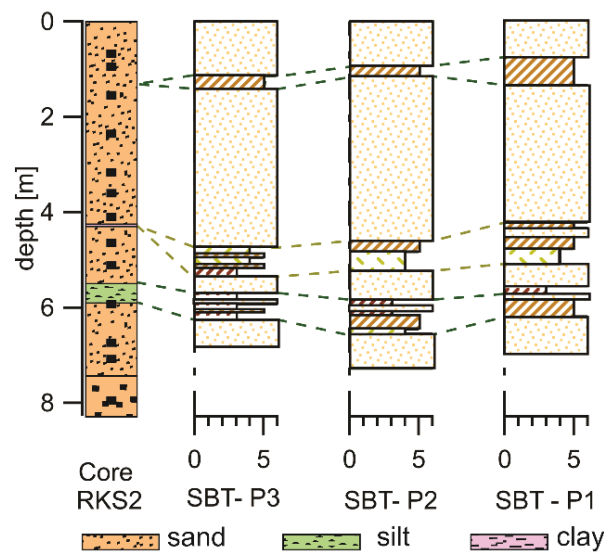 0
2
4
6
8
depth [m]
0 5 0 5 0 5
Core
RKS2
SBT- P3
SBT- P2
SBT - P1
sand
silt
clay